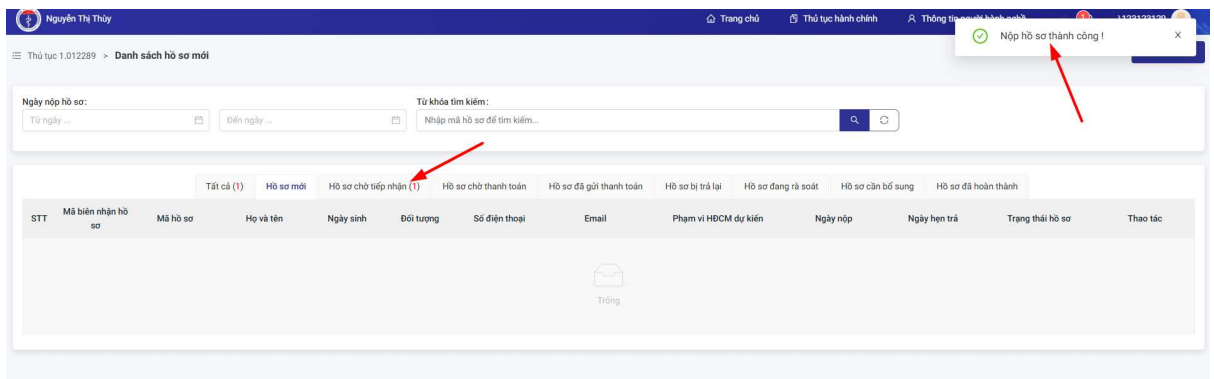 Nguyễn Thị Thùy
Trang chủ
Thủ tục hành chính
Thông tin người hành nghề
1
Nộp hồ sơ thành công !
X
Thủ tục 1.012289 > Danh sách hồ sơ mới
Ngày nộp hồ sơ:
Từ khóa tìm kiếm:
Từ ngày ...
Đến ngày ...
Nhập mã hồ sơ để tìm kiếm...
Tất cả (1)
Hồ sơ mới
Hồ sơ chờ tiếp nhận (1)
Hồ sơ chờ thanh toán
Hồ sơ đã gửi thanh toán
Hồ sơ bị trả lại
Hồ sơ đang rà soát
Hồ sơ cần bổ sung
Hồ sơ đã hoàn thành
STT
Mã biên nhận hồ
sơ
Mã hồ sơ
Họ và tên
Ngày sinh
Đối tượng
Số điện thoại
Email
Phạm vi HĐCM dự kiến
Ngày nộp
Ngày hẹn trả
Trạng thái hồ sơ
Thao tác
Trống